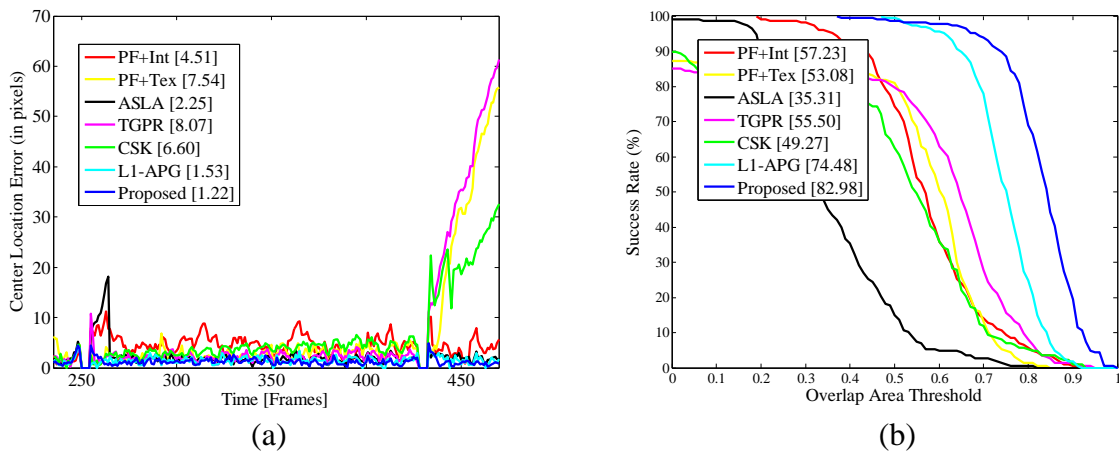 70
60
50
40
30
20
10
0
Center Location Error (in pixels)
PF+Int [4.51]
PF+Tex [7.54]
ASLA [2.25]
TGPR [8.07]
CSK [6.60]
L1-APG [1.53]
Proposed [1.22]
250 300 350 400 450
Time [Frames]
(a)
100
90
80
70
60
50
40
30
20
10
0
Success Rate (%)
PF+Int [57.23]
PF+Tex [53.08]
ASLA [35.31]
TGPR [55.50]
CSK [49.27]
L1-APG [74.48]
Proposed [82.98]
0 0.1 0.2 0.3 0.4 0.5 0.6 0.7 0.8 0.9 1
Overlap Area Threshold
(b)